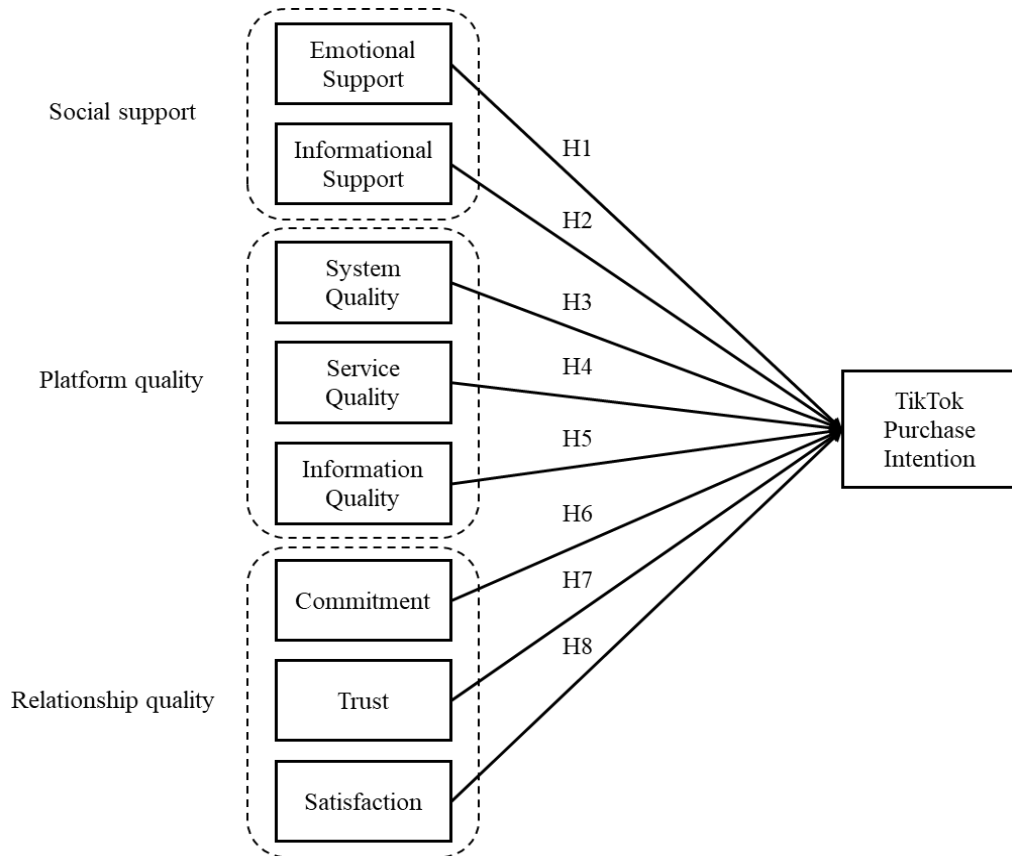 Emotional
Support
Social support
Informational
Support
H1
H2
System
Quality
H3
Platform quality
Service
Quality
H4
Information
Quality
H5
TikTok
Purchase
Intention
H6
Commitment
H7
Relationship quality
Trust
H8
Satisfaction